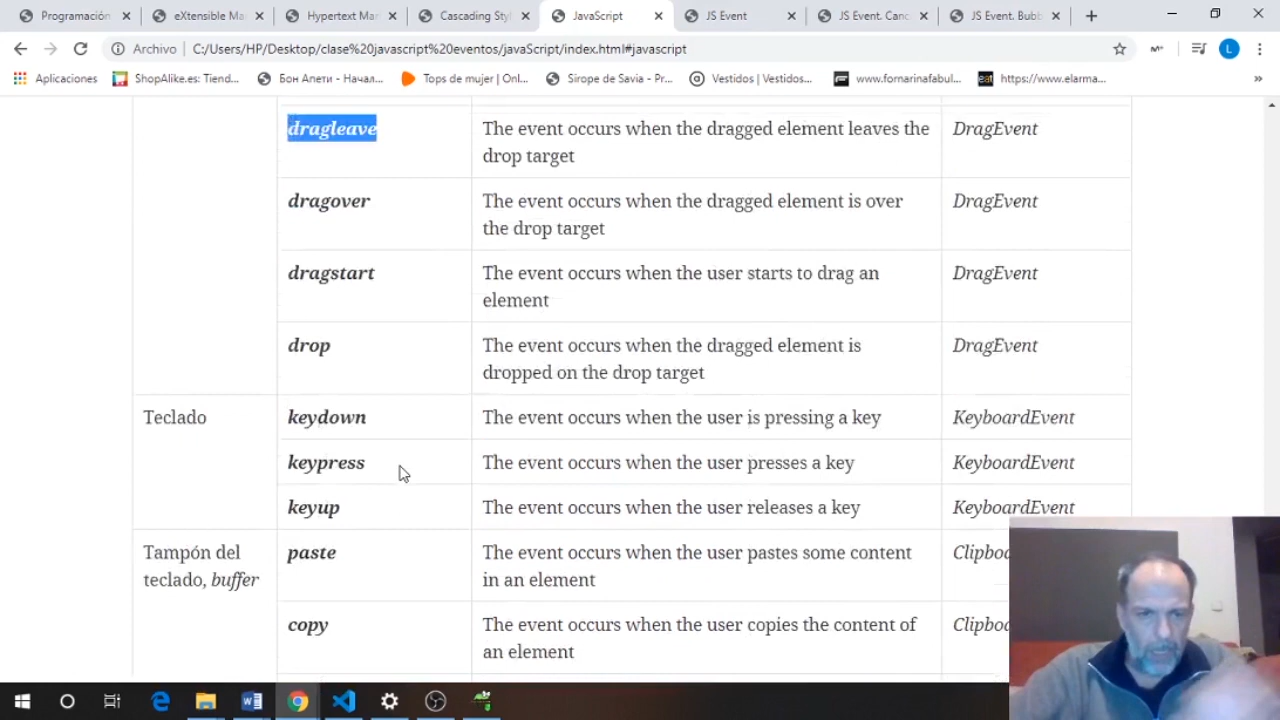 Programación
eXtensible Ma
Hypertext Mar
Cascading Styl
JavaScript
JS Event
JS Event. Canc
JS Event. Bubb
Archivo
C:/Users/HP/Desktop/clase%20javascript%20eventos/javaScript/index.html#javascript
L
Aplicaciones
ShopAlike.es: Tiend...
Бон Апети - Начал...
Tops de mujer | Onl...
Sirope de Savia - Pr...
Vestidos | Vestidos...
www.fornarinafabul...
eat
https://www.elarma...
»
dragleave
The event occurs when the dragged element leaves the
drop target
DragEvent
dragover
The event occurs when the dragged element is over
the drop target
DragEvent
dragstart
The event occurs when the user starts to drag an
element
DragEvent
drop
The event occurs when the dragged element is
dropped on the drop target
DragEvent
Teclado
keydown
The event occurs when the user is pressing a key
KeyboardEvent
keypress
The event occurs when the user presses a key
KeyboardEvent
keyup
The event occurs when the user releases a key
KeyboardEvent
Tampón del
teclado, buffer
paste
The event occurs when the user pastes some content
in an element
Clipbo
copy
The event occurs when the user copies the content of
an element
Clipbo